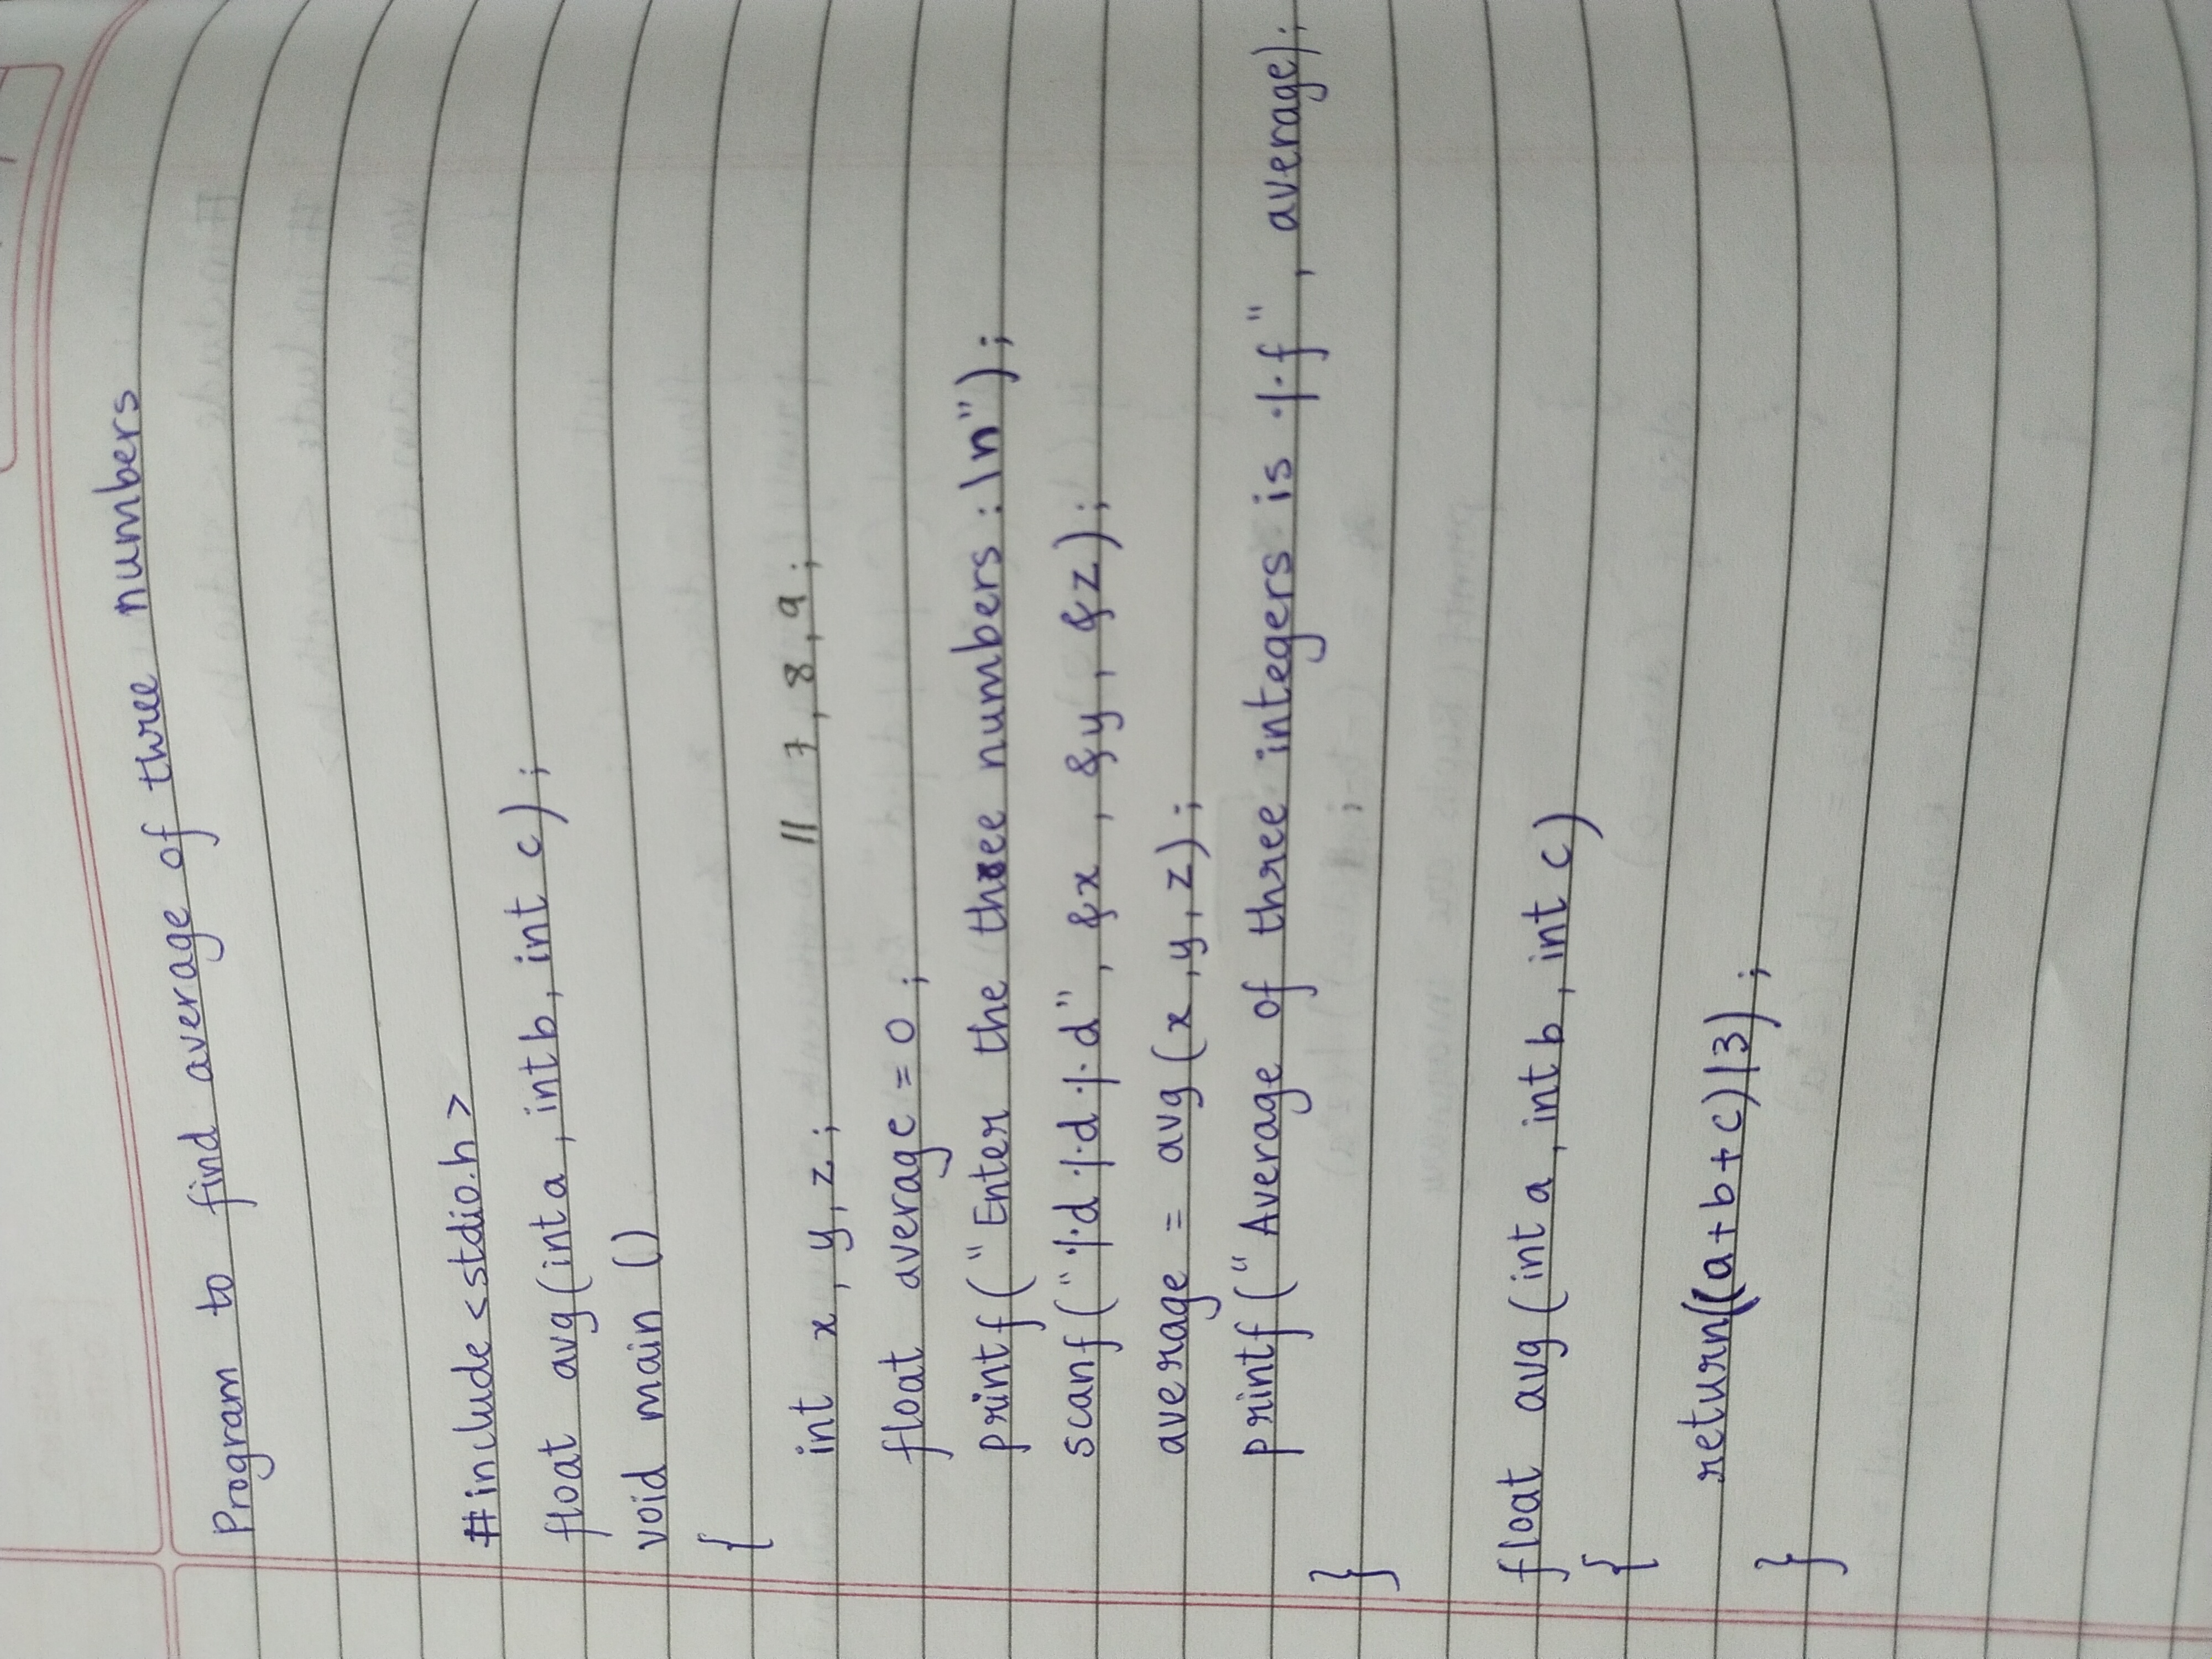 Program to find average of three numbers
#include <stdio.h>
float avg (int a, int b, int c);
void main ()
{
int x, y, z; // 7, 8, 9;
float average = 0;
printf ("Enter the three numbers : \n");
scanf ("%d %d %d", &x, &y, &z);
average = avg (x, y, z);
printf ("Average of three integers is %f", average);
}
float avg (int a, int b, int c)
{
return((a+b+c)/3);
}